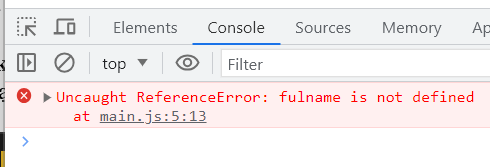 Elements Console Sources Memory Ap
top Filter
Uncaught ReferenceError: fulname is not defined
at main.js:5:13